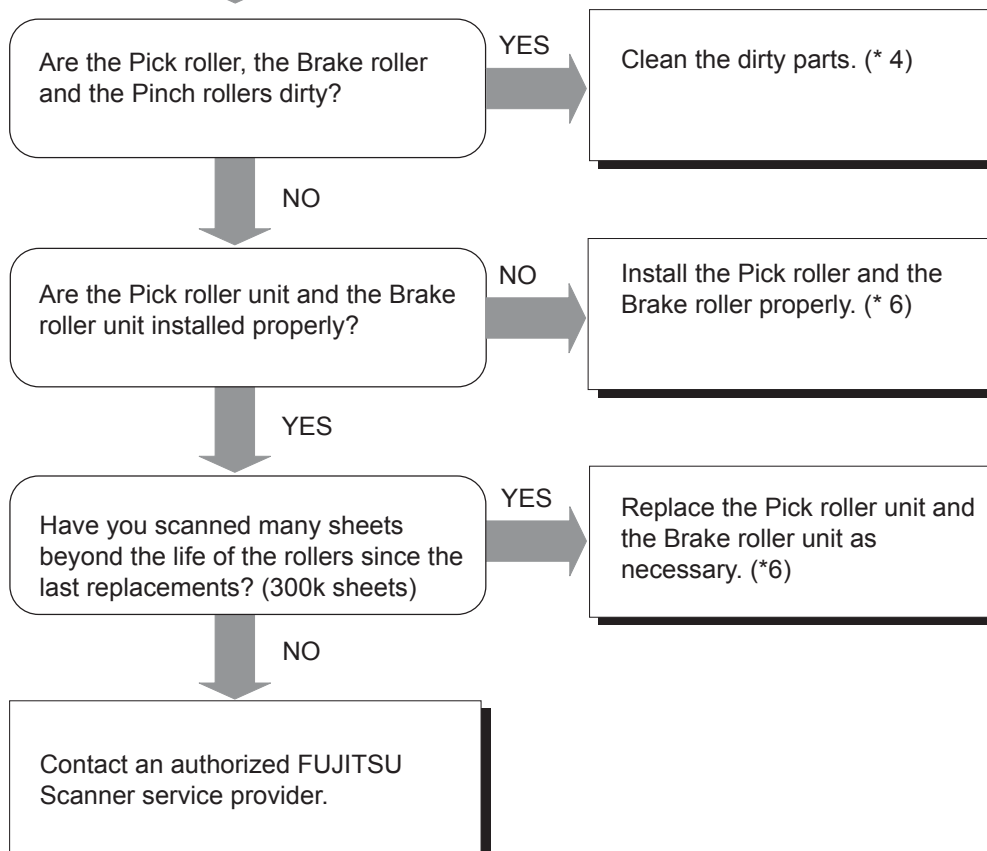 Are the Pick roller, the Brake roller
and the Pinch rollers dirty?
YES
Clean the dirty parts. (* 4)
NO
Are the Pick roller unit and the Brake
roller unit installed properly?
NO
Install the Pick roller and the
Brake roller properly. (* 6)
YES
Have you scanned many sheets
beyond the life of the rollers since the
last replacements? (300k sheets)
YES
Replace the Pick roller unit and
the Brake roller unit as
necessary. (*6)
NO
Contact an authorized FUJITSU
Scanner service provider.